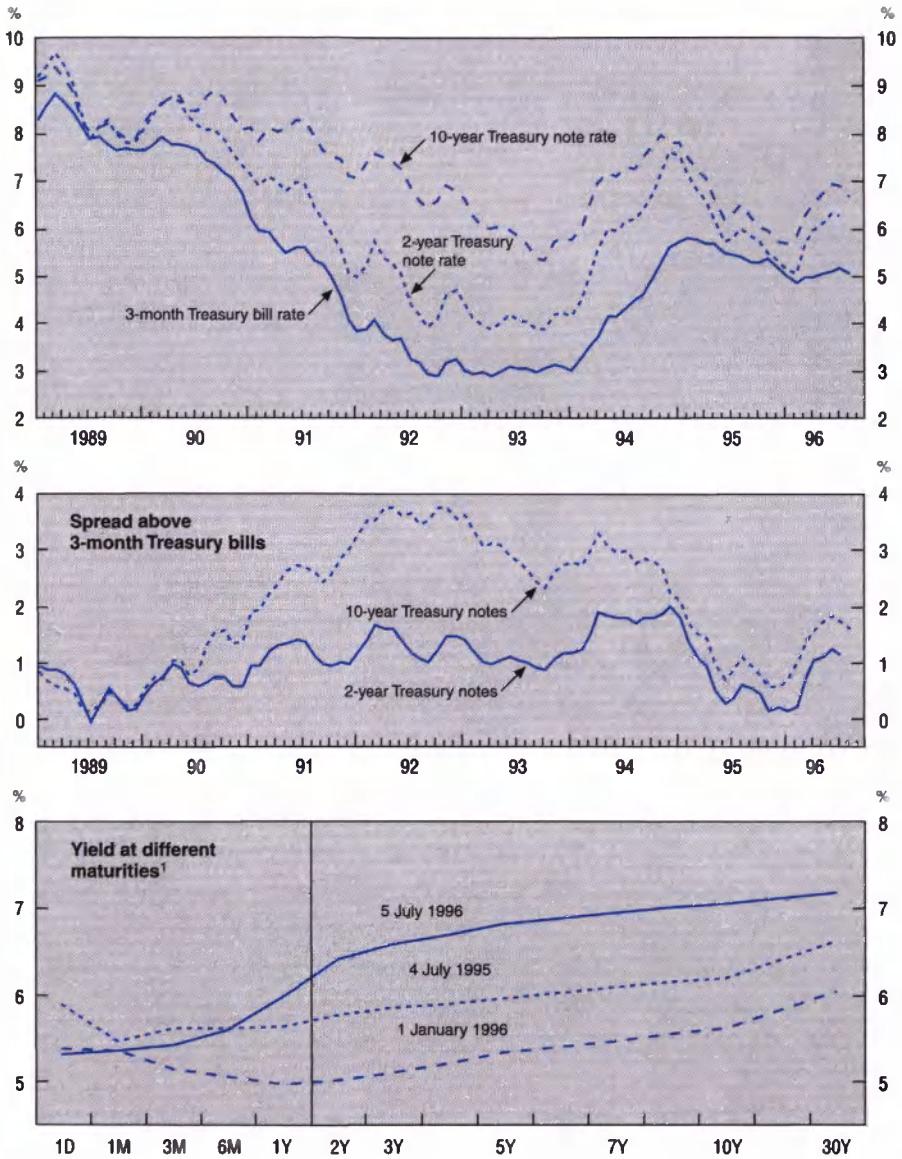 % %
10 10
9 9
8 8
10-year Treasury note rate
7 7
6 6
2-year Treasury
note rate
5 5
3-month Treasury bill rate
4 4
3 3
2 2
1989 90 91 92 93 94 95 96
% %
4 4
Spread above
3-month Treasury bills
3 3
10-year Treasury notes
2 2
1 1
2-year Treasury notes
0 0
1989 90 91 92 93 94 95 96
% %
8 8
Yield at different
maturities¹
7 7
5 July 1996
4 July 1995
6 6
1 January 1996
5 5
1D 1M 3M 6M 1Y 2Y 3Y 5Y 7Y 10Y 30Y